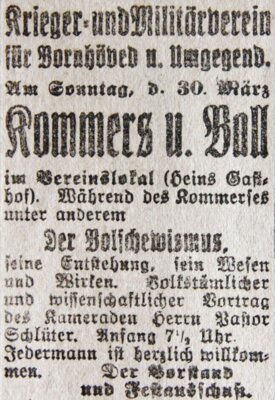 Krieger- und Militärverein
für Bornhöved u. Umgegend.
Am Sonntag, d. 30. März
Kommers u. Ball
im Vereinslokal (Heins Gast-
hof). Während des Kommerses
unter anderem
Der Bolschewismus,
seine Entstehung, sein Wesen
und Wirken. Volkstümlicher
und wissenschaftlicher Vortrag
des Kameraden Herrn Pastor
Schlüter. Anfang 7½ Uhr.
Jedermann ist herzlich willkom-
men. Der Vorstand
und Festausschuß.